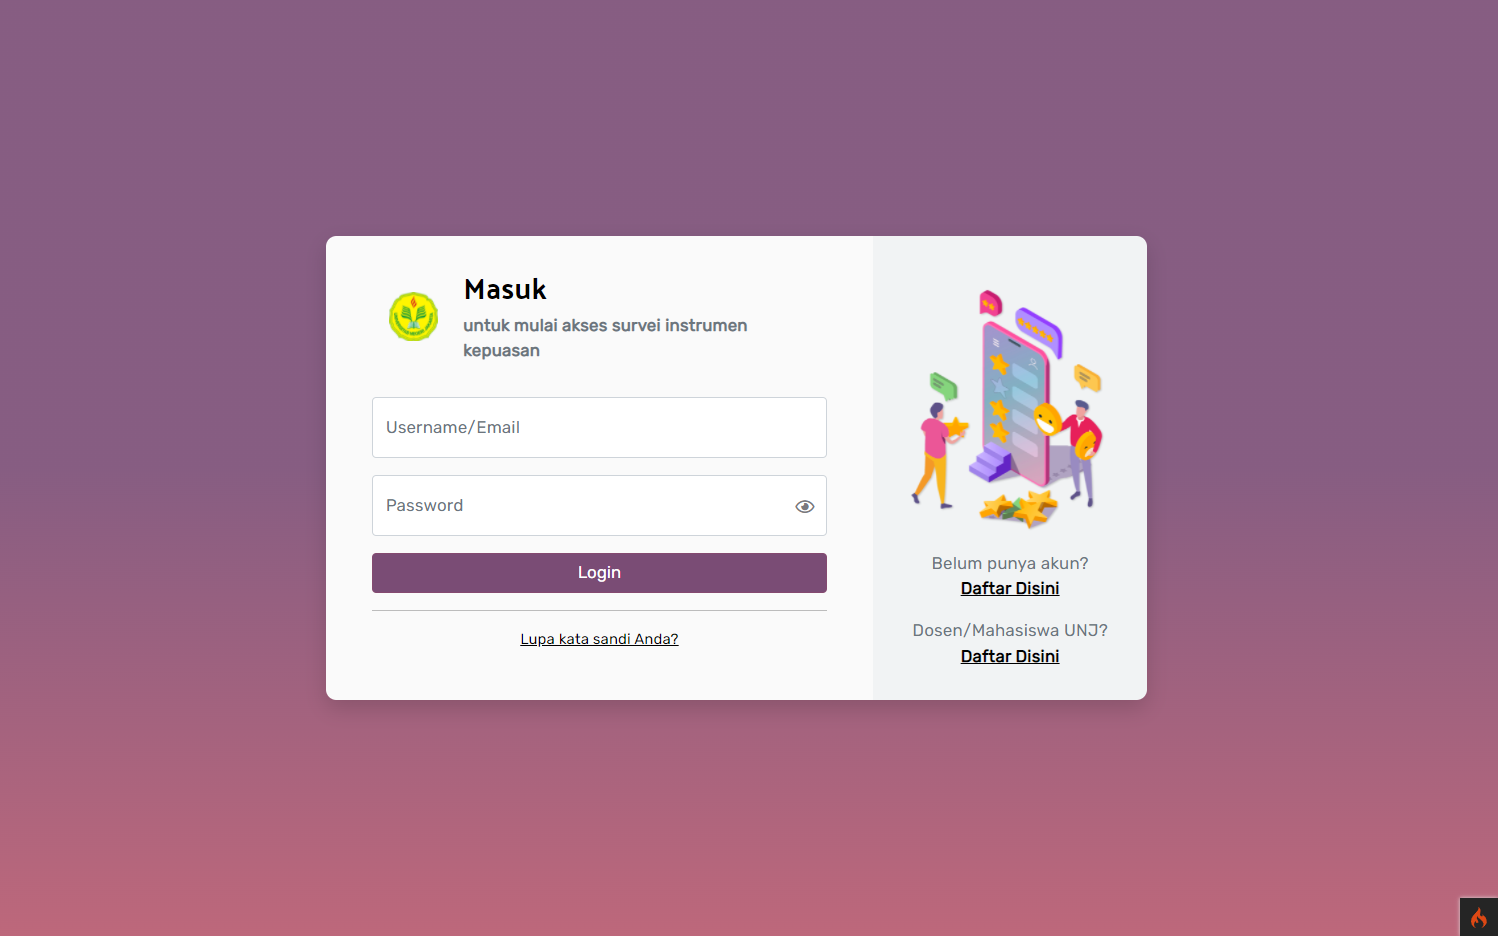 Masuk
untuk mulai akses survei instrumen
kepuasan
Username/Email
Password
Login
Lupa kata sandi Anda?
Belum punya akun?
Daftar Disini
Dosen/Mahasiswa UNJ?
Daftar Disini